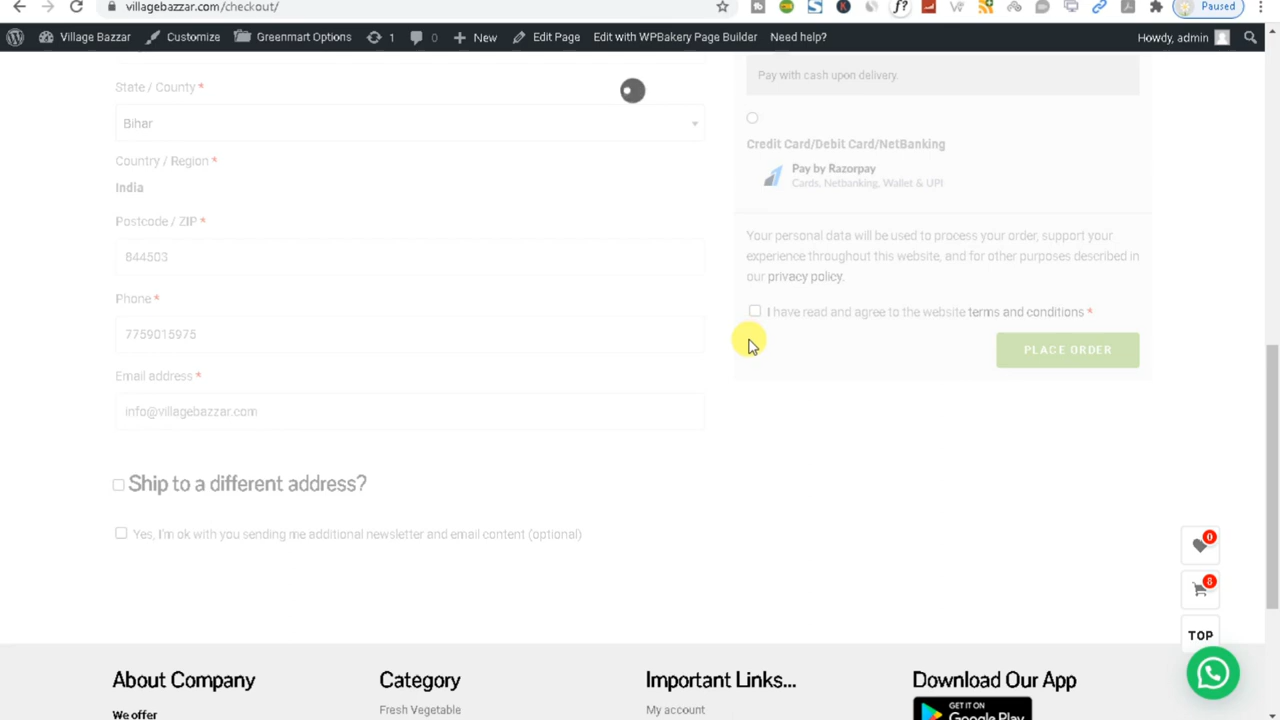 villagebazzar.com/checkout/
Paused
Village Bazzar
Customize
Greenmart Options
1
0
New
Edit Page
Edit with WPBakery Page Builder
Need help?
Howdy, admin
State / County *
Bihar
Country / Region *
India
Postcode / ZIP *
844503
Phone *
7759015975
Email address *
info@villagebazzar.com
Ship to a different address?
Yes, I'm ok with you sending me additional newsletter and email content (optional)
Pay with cash upon delivery.
Credit Card/Debit Card/NetBanking
Pay by Razorpay
Cards, Netbanking, Wallet & UPI
Your personal data will be used to process your order, support your
experience throughout this website, and for other purposes described in
our privacy policy.
I have read and agree to the website terms and conditions *
PLACE ORDER
0
8
TOP
About Company
We offer
Category
Fresh Vegetable
Important Links...
My account
Download Our App
GET IT ON
Google Play